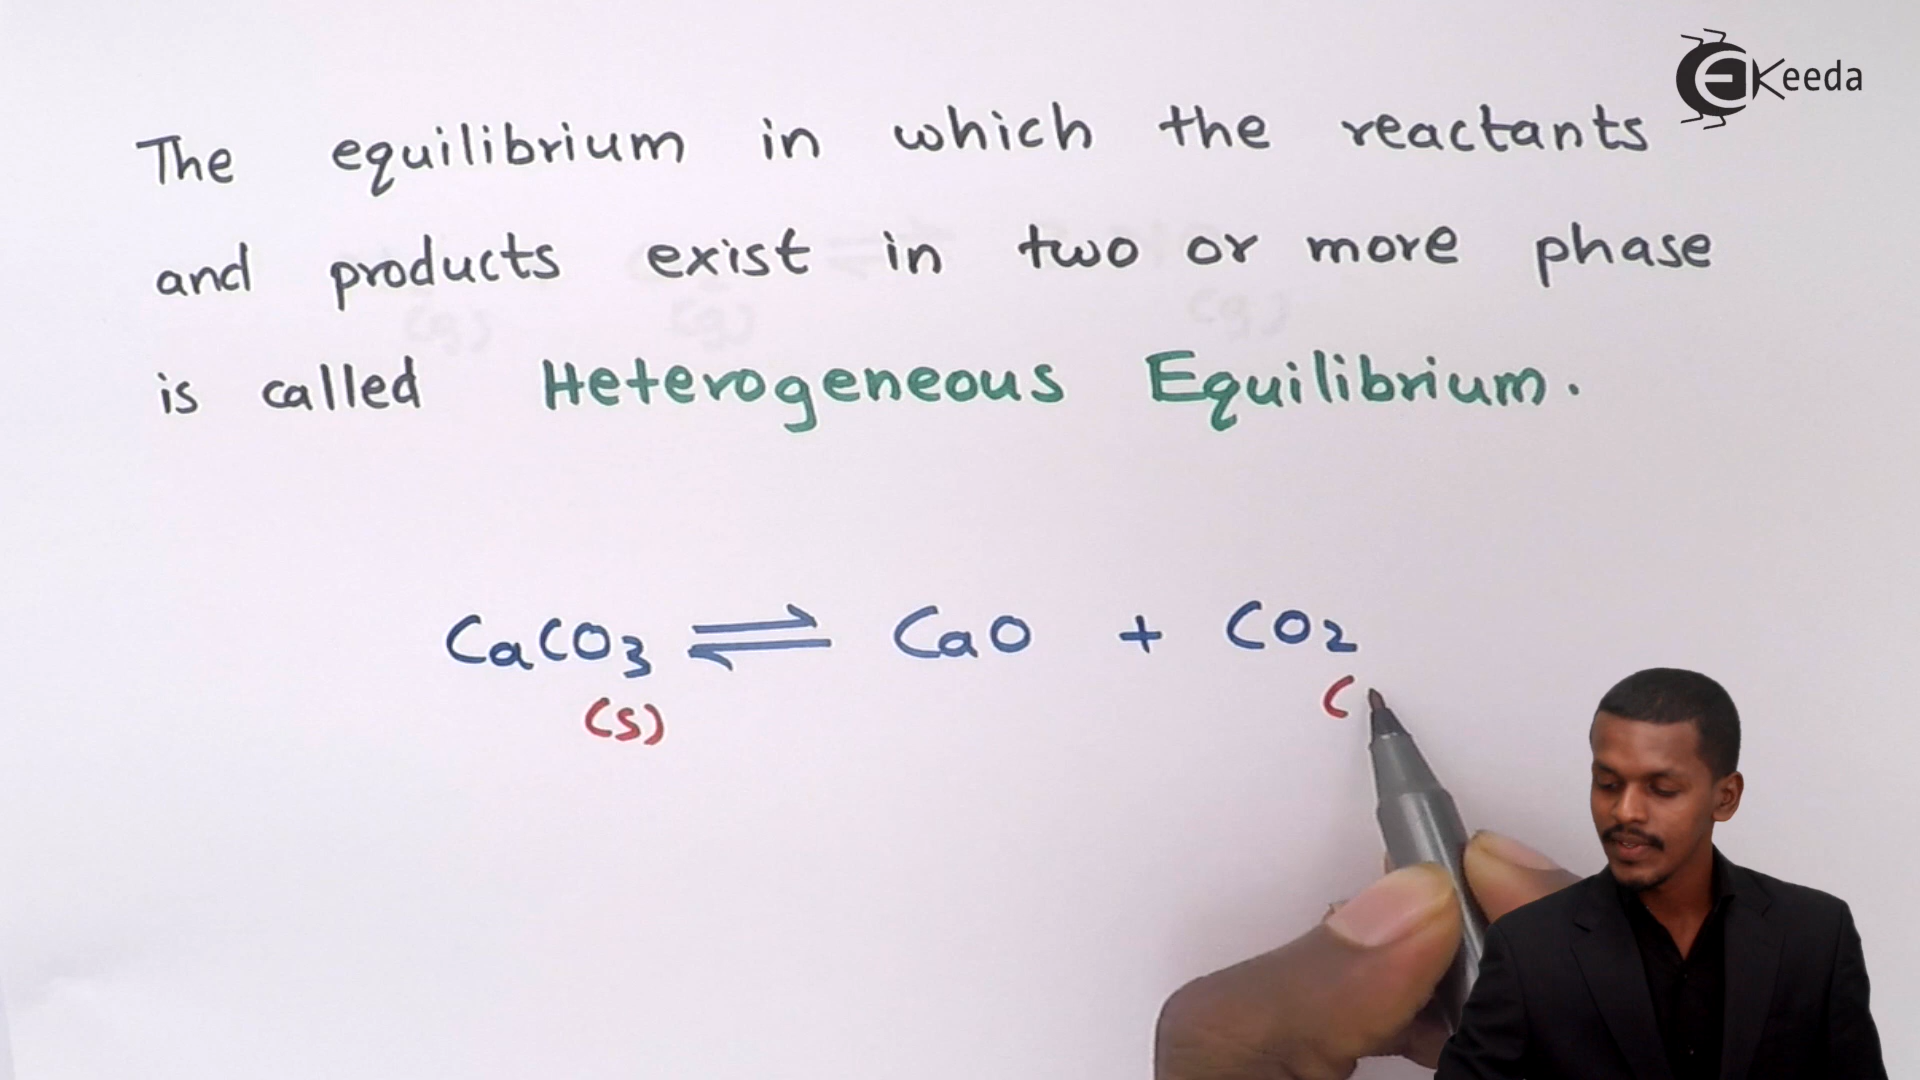 EKeeda
The equilibrium in which the reactants
and products exist in two or more phase
is called Heterogeneous Equilibrium.
CaCO3 ⇌ CaO + CO2
(s) (